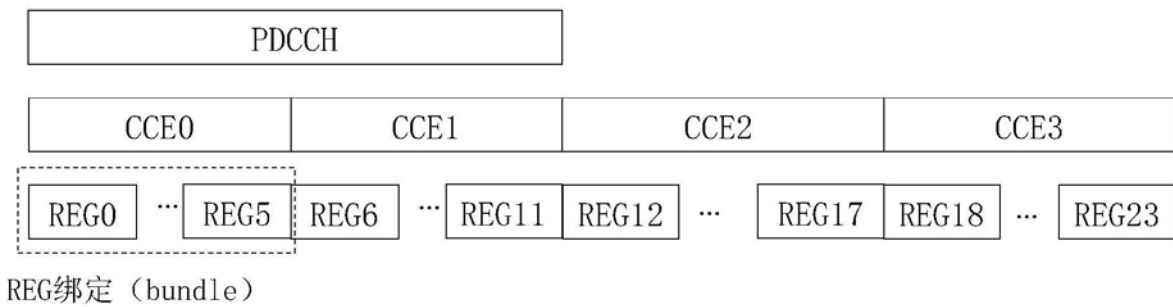 PDCCH
CCE0 CCE1 CCE2 CCE3
REG0 … REG5 REG6 … REG11 REG12 … REG17 REG18 … REG23
REG绑定（bundle）